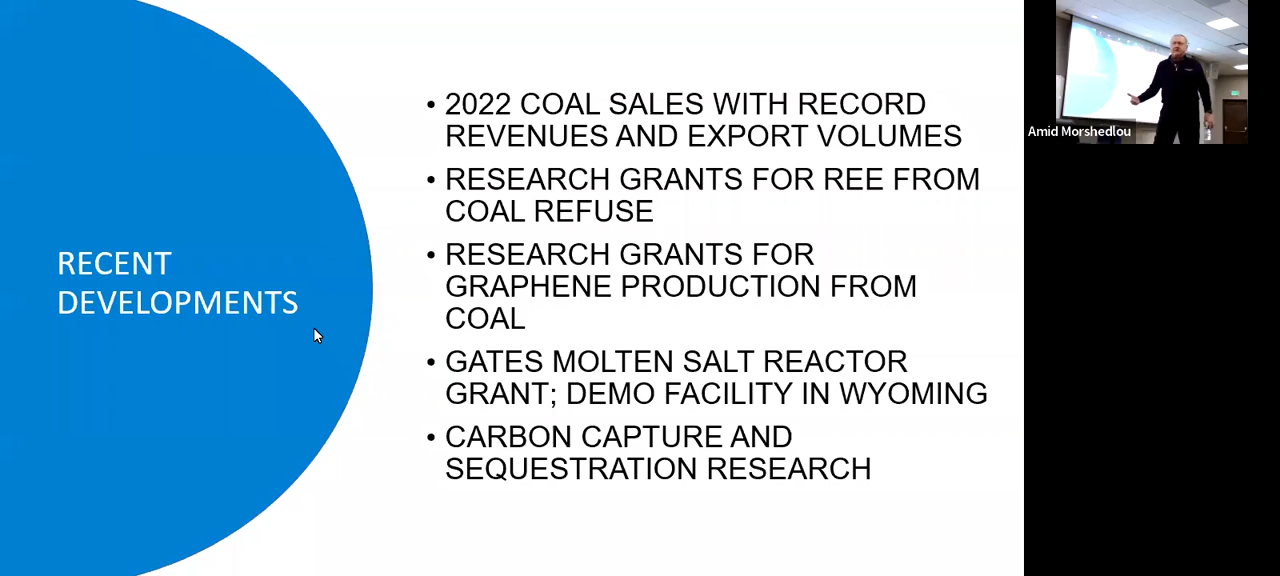 RECENT
DEVELOPMENTS
• 2022 COAL SALES WITH RECORD
REVENUES AND EXPORT VOLUMES
• RESEARCH GRANTS FOR REE FROM
COAL REFUSE
• RESEARCH GRANTS FOR
GRAPHENE PRODUCTION FROM
COAL
• GATES MOLTEN SALT REACTOR
GRANT; DEMO FACILITY IN WYOMING
• CARBON CAPTURE AND
SEQUESTRATION RESEARCH
Amid Morshedlou